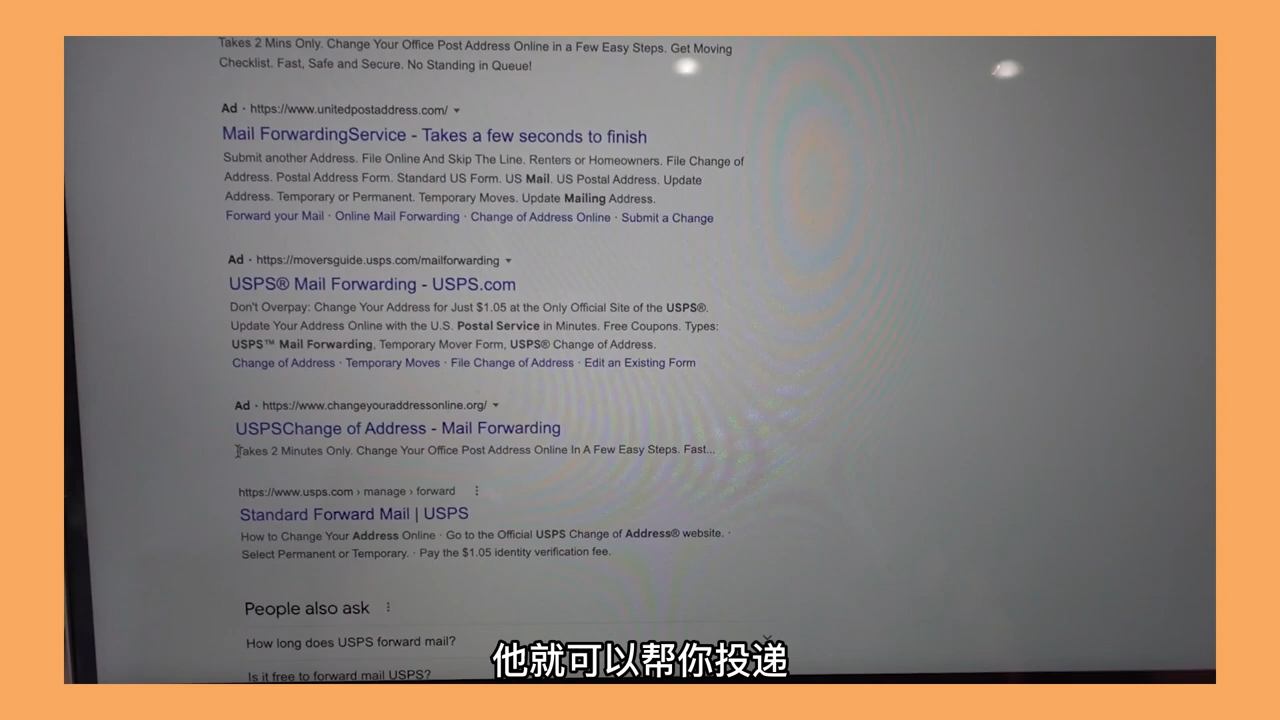 Takes 2 Mins Only. Change Your Office Post Address Online in a Few Easy Steps. Get Moving
Checklist. Fast, Safe and Secure. No Standing in Queue!
Ad · https://www.unitedpostaddress.com/
Mail ForwardingService - Takes a few seconds to finish
Submit another Address. File Online And Skip The Line. Renters or Homeowners. File Change of
Address. Postal Address Form. Standard US Form. US Mail. US Postal Address. Update
Address. Temporary or Permanent. Temporary Moves. Update Mailing Address.
Forward your Mail · Online Mail Forwarding · Change of Address Online · Submit a Change
Ad · https://moversguide.usps.com/mailforwarding
USPS® Mail Forwarding - USPS.com
Don't Overpay: Change Your Address for Just $1.05 at the Only Official Site of the USPS®.
Update Your Address Online with the U.S. Postal Service in Minutes. Free Coupons. Types:
USPS™ Mail Forwarding, Temporary Mover Form, USPS® Change of Address.
Change of Address · Temporary Moves · File Change of Address · Edit an Existing Form
Ad · https://www.changeyouraddressonline.org/
USPSChange of Address - Mail Forwarding
Takes 2 Minutes Only. Change Your Office Post Address Online In A Few Easy Steps. Fast...
https://www.usps.com › manage › forward
Standard Forward Mail | USPS
How to Change Your Address Online · Go to the Official USPS Change of Address® website. ·
Select Permanent or Temporary. · Pay the $1.05 identity verification fee.
People also ask
How long does USPS forward mail?
Is it free to forward mail USPS?
他就可以帮你投递